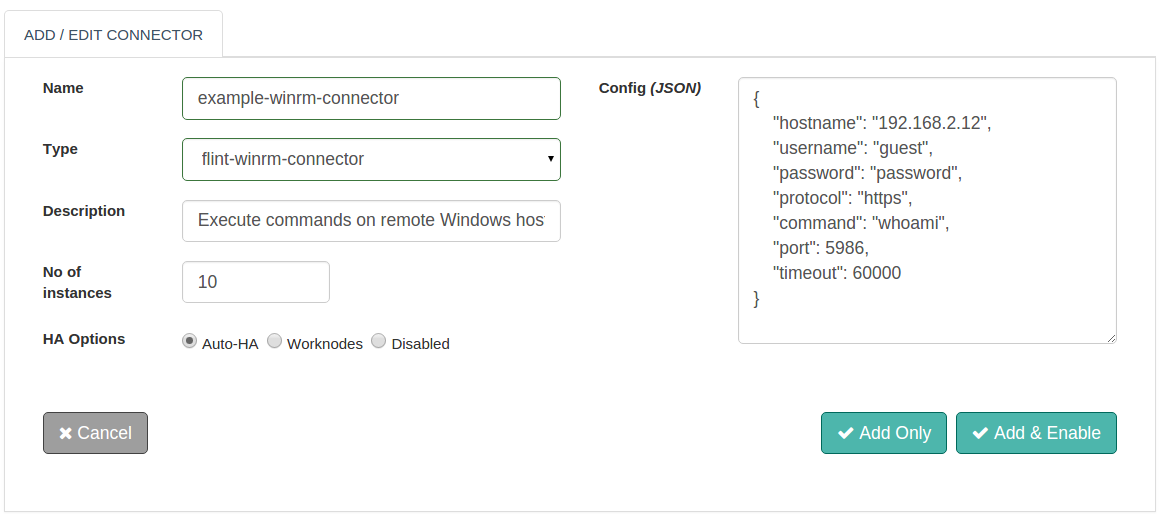 ADD / EDIT CONNECTOR
Name
example-winrm-connector
Type
flint-winrm-connector
Description
Execute commands on remote Windows hos
No of
instances
10
HA Options
Auto-HA
Worknodes
Disabled
Config (JSON)
{
"hostname": "192.168.2.12",
"username": "guest",
"password": "password",
"protocol": "https",
"command": "whoami",
"port": 5986,
"timeout": 60000
}
Cancel
Add Only
Add & Enable